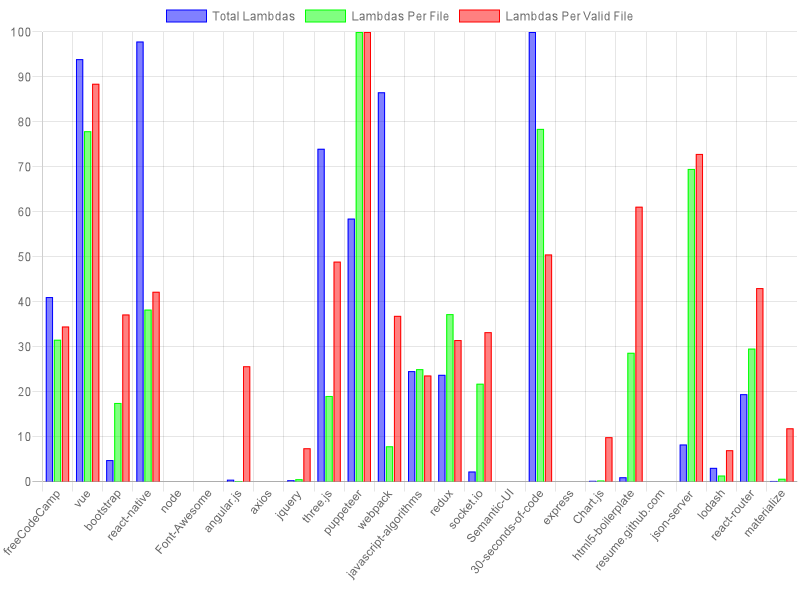 Total Lambdas Lambdas Per File Lambdas Per Valid File
100
90
80
70
60
50
40
30
20
10
0
freeCodeCamp
vue
bootstrap
react-native
node
Font-Awesome
angular.js
axios
jquery
three.js
puppeteer
webpack
javascript-algorithms
redux
socket.io
Semantic-UI
30-seconds-of-code
express
Chart.js
html5-boilerplate
resume.github.com
json-server
lodash
react-router
materialize